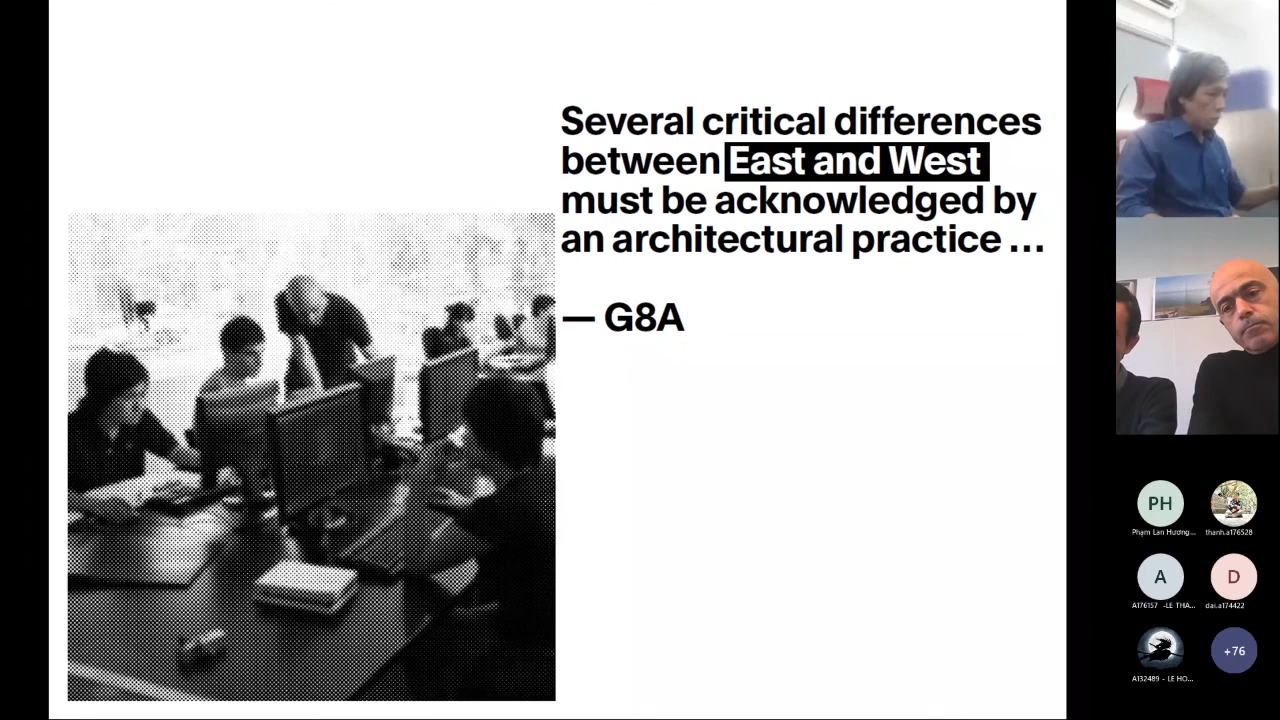 Several critical differences
between East and West
must be acknowledged by
an architectural practice ...
— G8A
PH
Phạm Lan Hương...
thanh.a176528
A
A176157 -LE THA...
D
dai.a174422
A132489 - LE HO...
+76